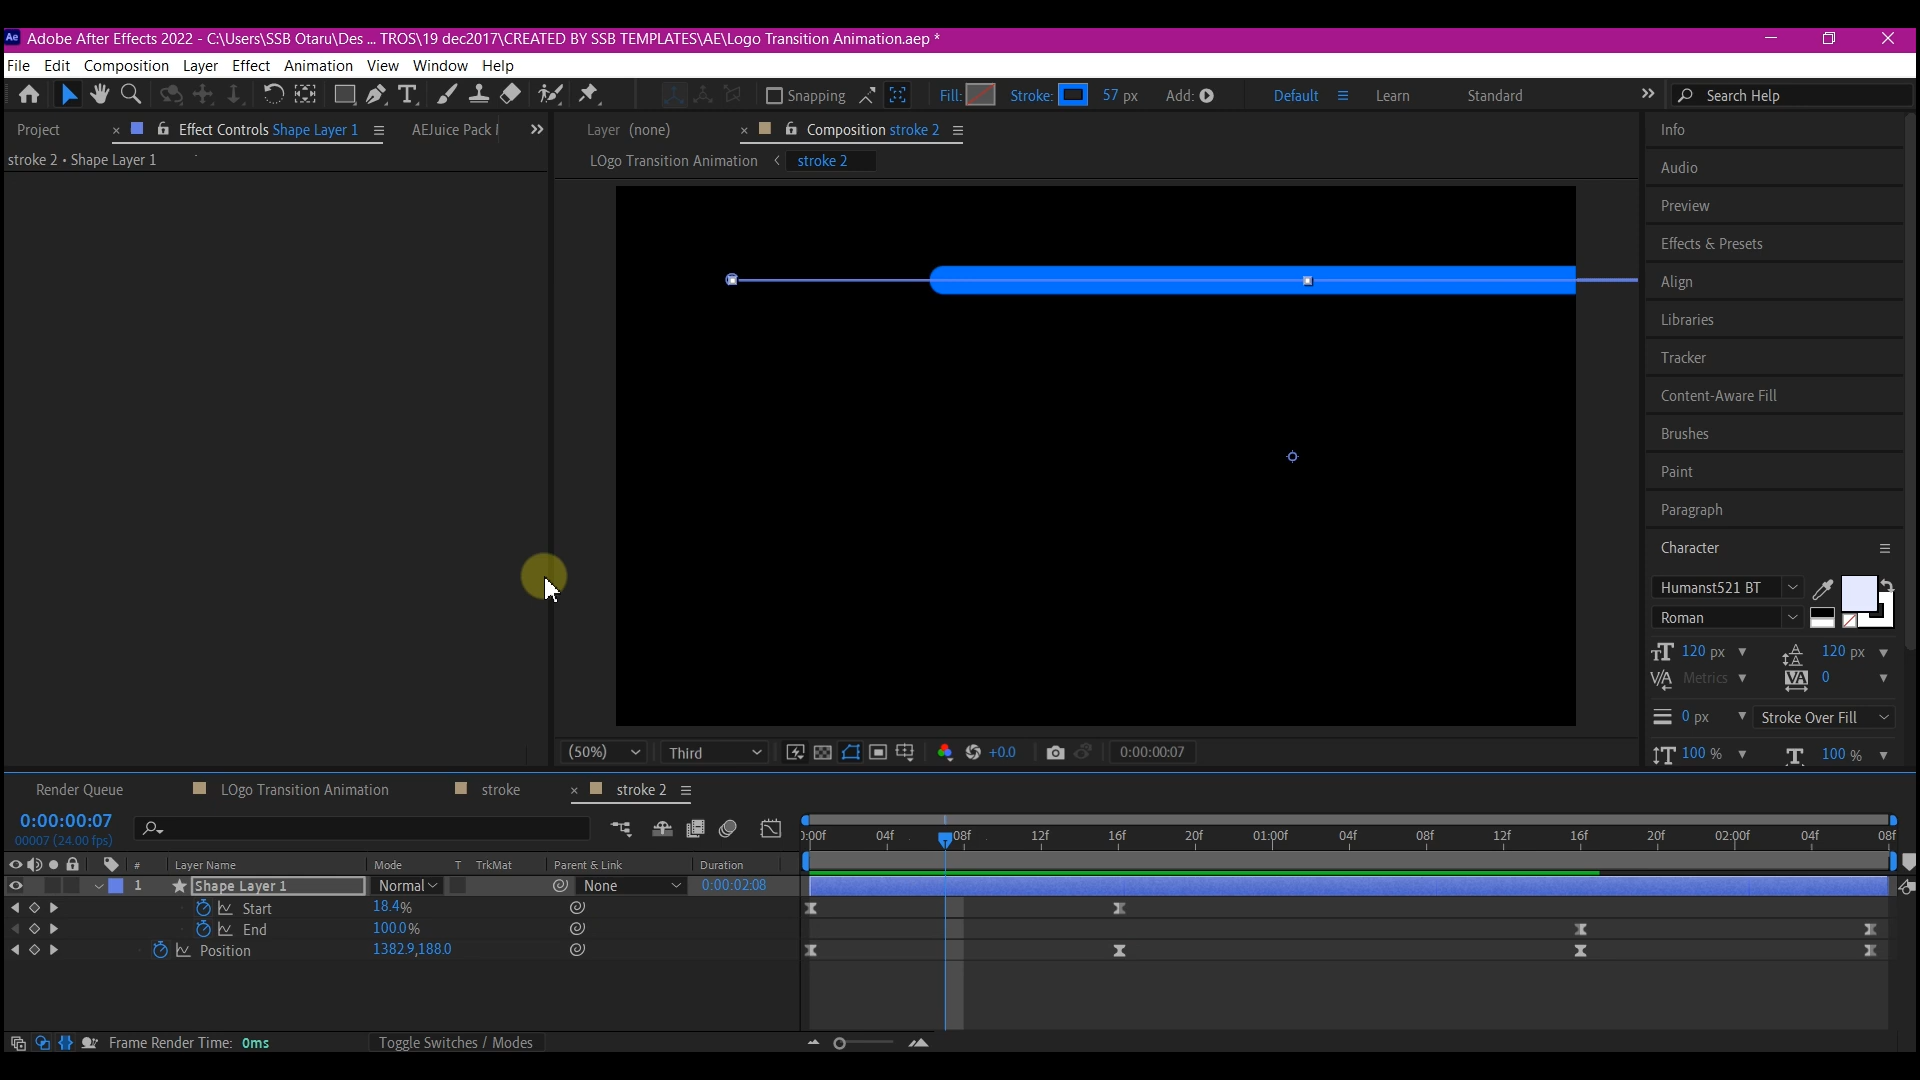 Ae Adobe After Effects 2022 - C:\Users\SSB Otaru\Des ... TROS\19 dec2017\CREATED BY SSB TEMPLATES\AE\Logo Transition Animation.aep *
File Edit Composition Layer Effect Animation View Window Help
Snapping Fill: Stroke: 57 px Add: Default Learn Standard Search Help
Project Effect Controls Shape Layer 1 AEJuice Pack
Layer (none) Composition stroke 2
stroke 2 • Shape Layer 1
LOgo Transition Animation < stroke 2
Info
Audio
Preview
Effects & Presets
Align
Libraries
Tracker
Content-Aware Fill
Brushes
Paint
Paragraph
Character
Humanst521 BT
Roman
120 px 120 px
Metrics 0
0 px Stroke Over Fill
100 % 100 %
(50%) Third +0.0 0:00:00:07
Render Queue LOgo Transition Animation stroke stroke 2
0:00:00:07
00007 (24.00 fps)
):00f 04f 08f 12f 16f 20f 01:00f 04f 08f 12f 16f 20f 02:00f 04f 08f
# Layer Name Mode T TrkMat Parent & Link Duration
1 Shape Layer 1 Normal None 0:00:02:08
Start 18.4%
End 100.0%
Position 1382.9,188.0
Frame Render Time: 0ms Toggle Switches / Modes